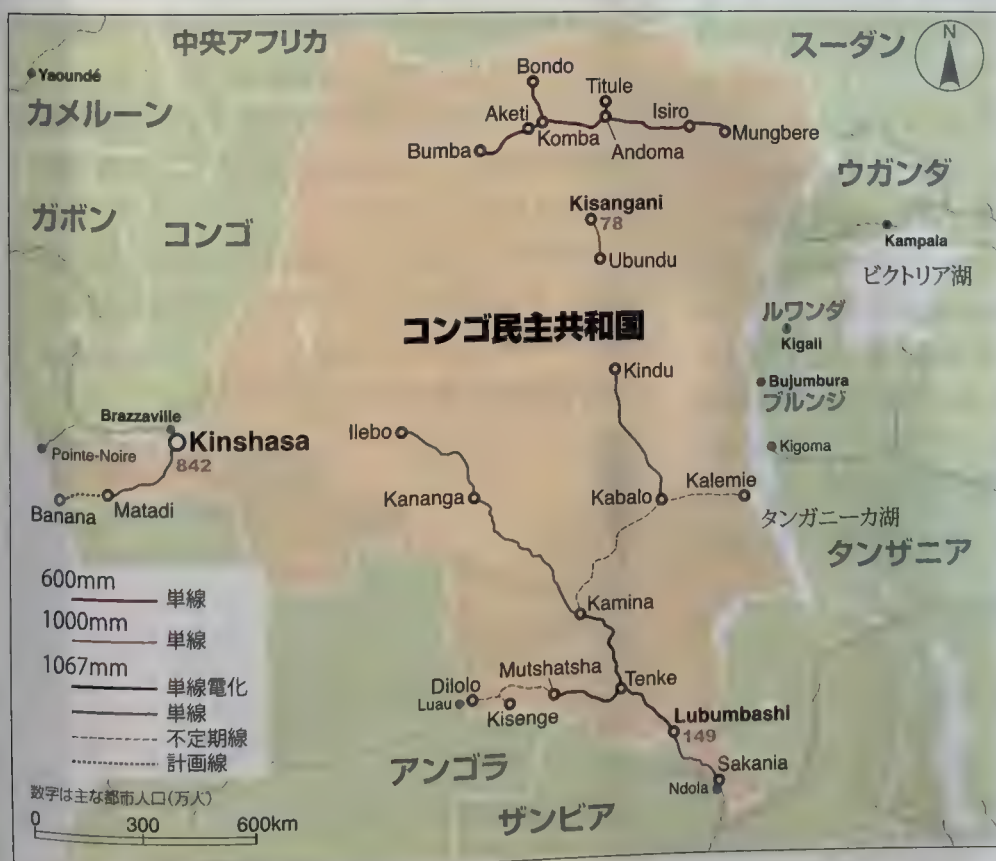 中央アフリカ
スーダン
N
Yaoundé
カメルーン
Bondo
Titule
Aketi
Komba
Isiro
Mungbere
Bumba
Andoma
ウガンダ
ガボン
コンゴ
Kisangani
78
Ubundu
Kampala
ビクトリア湖
コンゴ民主共和国
ルワンダ
Kigali
Kindu
Bujumbura
ブルンジ
Brazzaville
Kinshasa
842
Pointe-Noire
Ilebo
Kigoma
Kananga
Kabalo
Kalemie
Banana
Matadi
タンガニーカ湖
タンザニア
600mm
単線
1000mm
単線
1067mm
単線電化
単線
不定期線
計画線
Kamina
Mutshatsha
Tenke
Dilolo
Luau
Kisenge
Lubumbashi
149
Sakania
Ndola
アンゴラ
ザンビア
数字は主な都市人口(万人)
0 300 600km